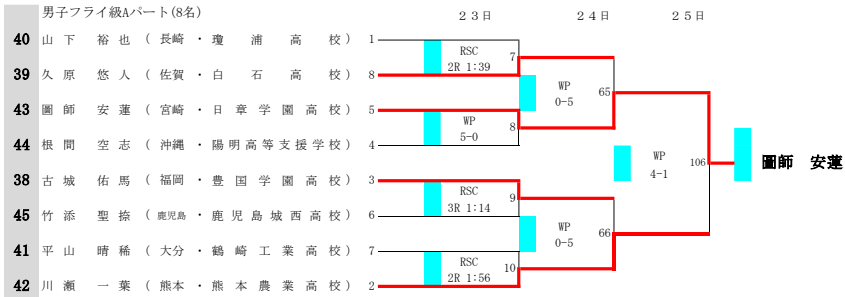 男子フライ級Aパート(8名)
23日 24日 25日
40 山下 裕也 (長崎・瓊浦高校) 1
RSC 7
2R 1:39
39 久原 悠人 (佐賀・白石高校) 8
WP 65
0-5
43 圖師 安蓮 (宮崎・日章学園高校) 5
WP 8
5-0
44 根間 空志 (沖縄・陽明高等支援学校) 4
WP 106 圖師 安蓮
4-1
38 古城 佑馬 (福岡・豊国学園高校) 3
RSC 9
3R 1:14
45 竹添 聖捺 (鹿児島・鹿児島城西高校) 6
WP 66
0-5
41 平山 晴稀 (大分・鶴崎工業高校) 7
RSC 10
2R 1:56
42 川瀬 一葉 (熊本・熊本農業高校) 2